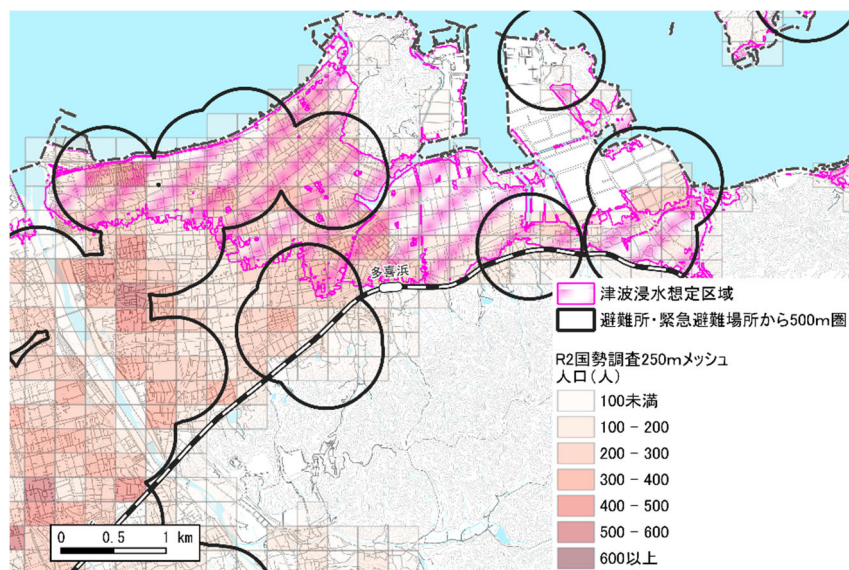 多喜浜
津波浸水想定区域
避難所・緊急避難場所から500m圏
R2国勢調査250mメッシュ
人口(人)
100未満
100 - 200
200 - 300
300 - 400
400 - 500
500 - 600
600以上
0 0.5 1 km